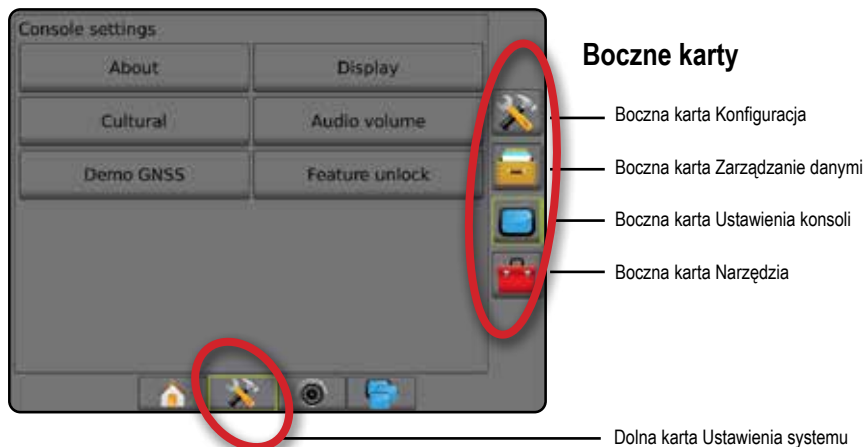 Console settings
About
Display
Cultural
Audio volume
Demo GNSS
Feature unlock
Boczne karty
Boczna karta Konfiguracja
Boczna karta Zarządzanie danymi
Boczna karta Ustawienia konsoli
Boczna karta Narzędzia
Dolna karta Ustawienia systemu